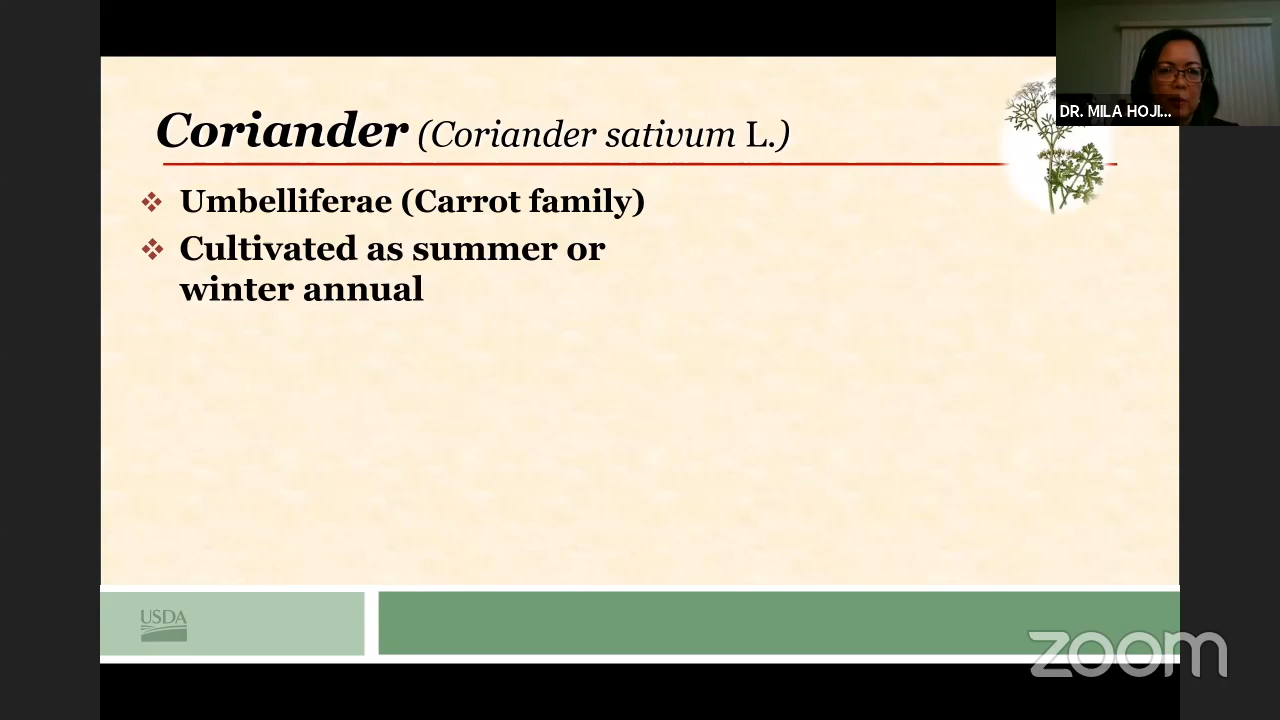 DR. MILA HOJI...
Coriander (Coriander sativum L.)
Umbelliferae (Carrot family)
Cultivated as summer or
winter annual
USDA
zoom